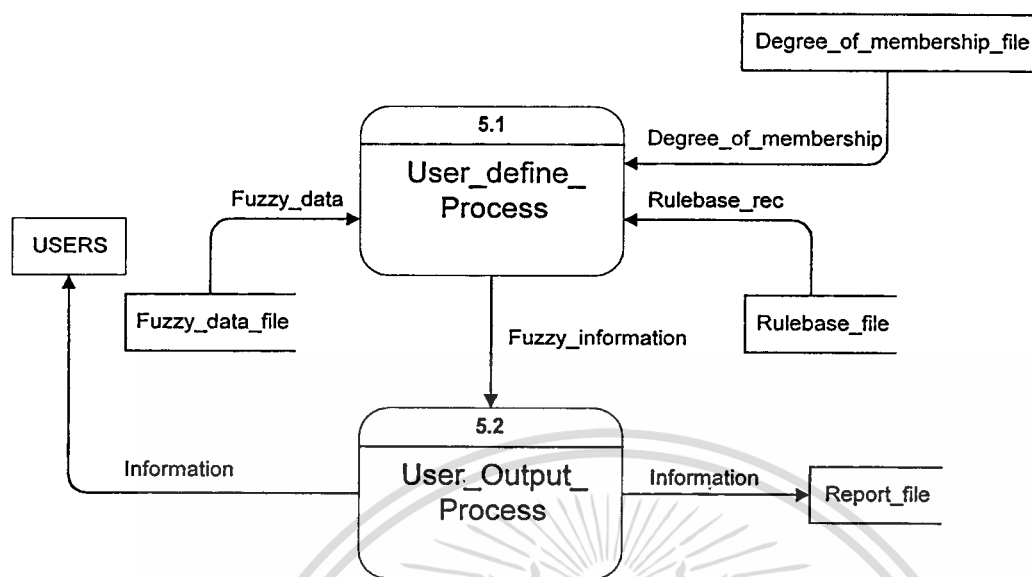 Degree_of_membership_file
5.1
Degree_of_membership
User_define_
Process
Fuzzy_data
Rulebase_rec
USERS
Fuzzy_data_file
Rulebase_file
Fuzzy_information
5.2
Information
User_Output_
Process
Information
Report_file